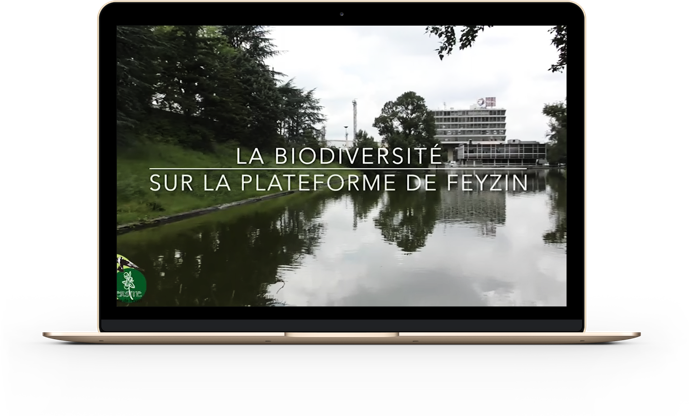 LA BIODIVERSITÉ
SUR LA PLATEFORME DE FEYZIN